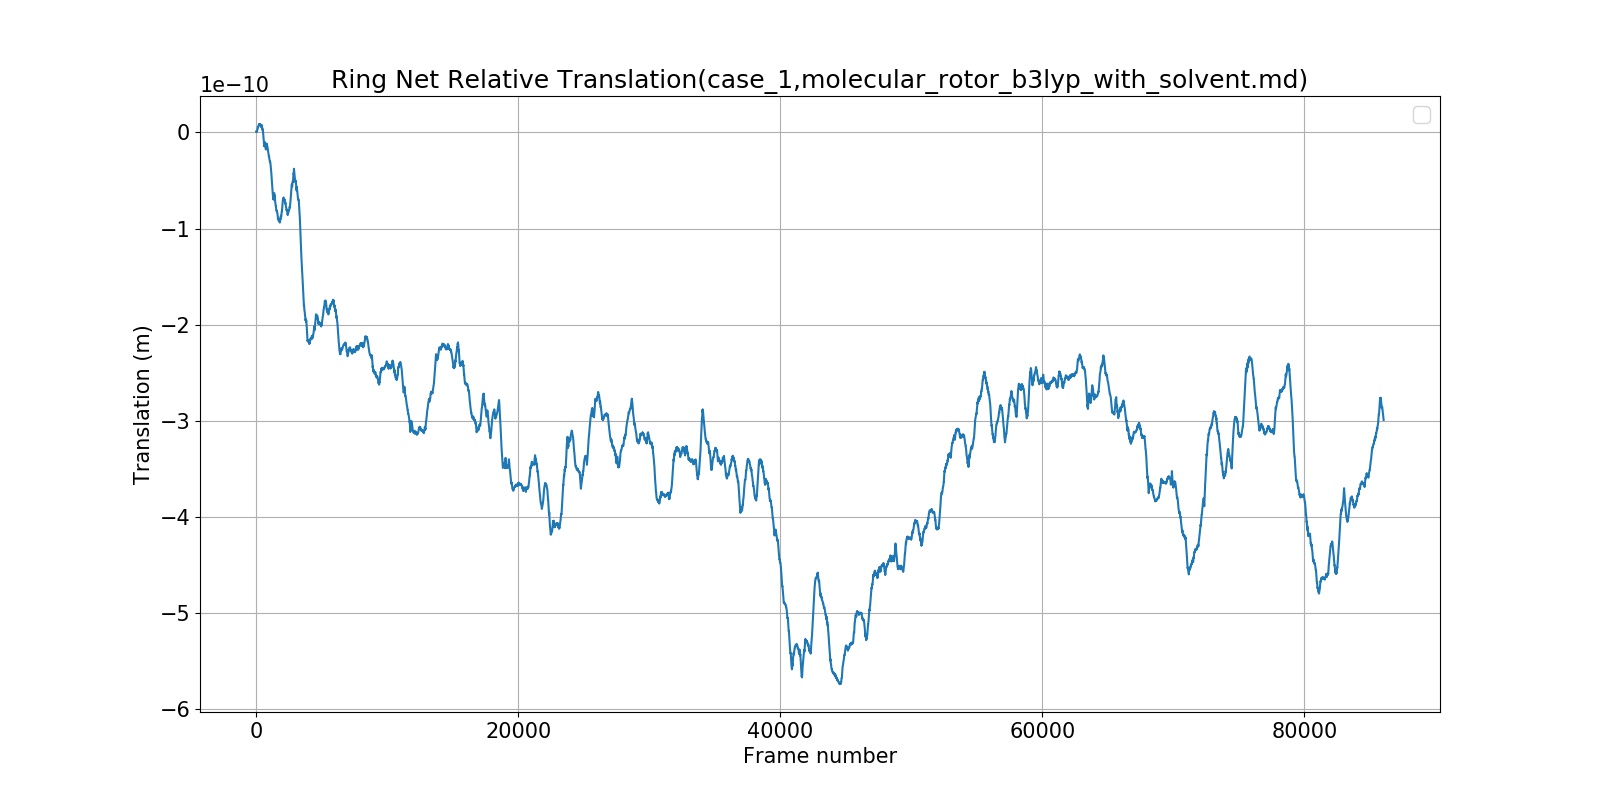 Ring Net Relative Translation(case_1,molecular_rotor_b3lyp_with_solvent.md)
1e−10
0
−1
−2
−3
−4
−5
−6
Translation (m)
0 20000 40000 60000 80000
Frame number